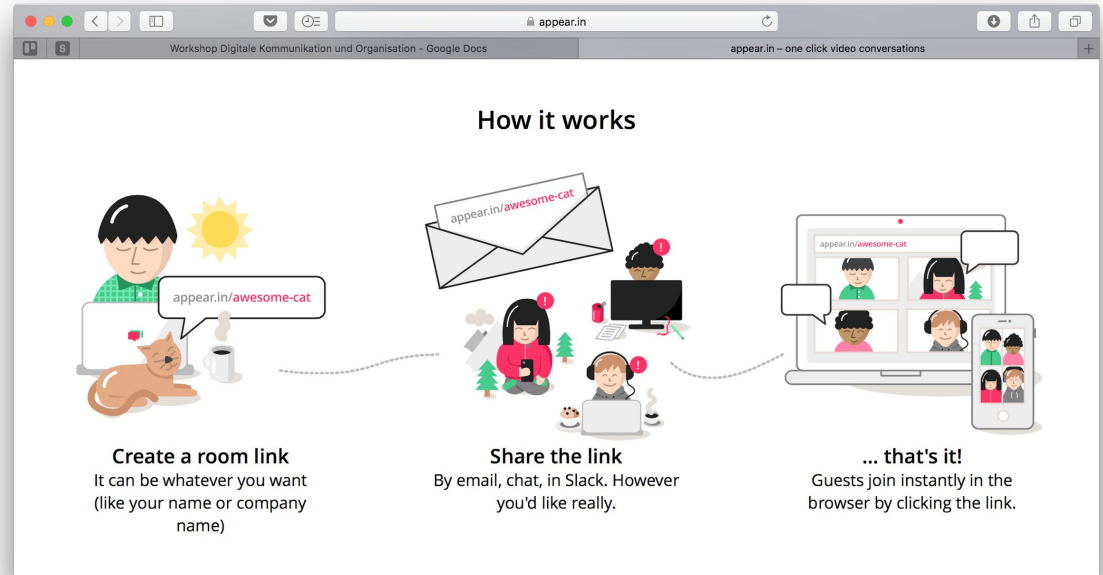 appear.in
S
Workshop Digitale Kommunikation und Organisation - Google Docs
appear.in – one click video conversations
How it works
appear.in/awesome-cat
appear.in/awesome-cat
!
!
!
appear.in/awesome-cat
Create a room link
It can be whatever you want
(like your name or company
name)
Share the link
By email, chat, in Slack. However
you'd like really.
... that's it!
Guests join instantly in the
browser by clicking the link.